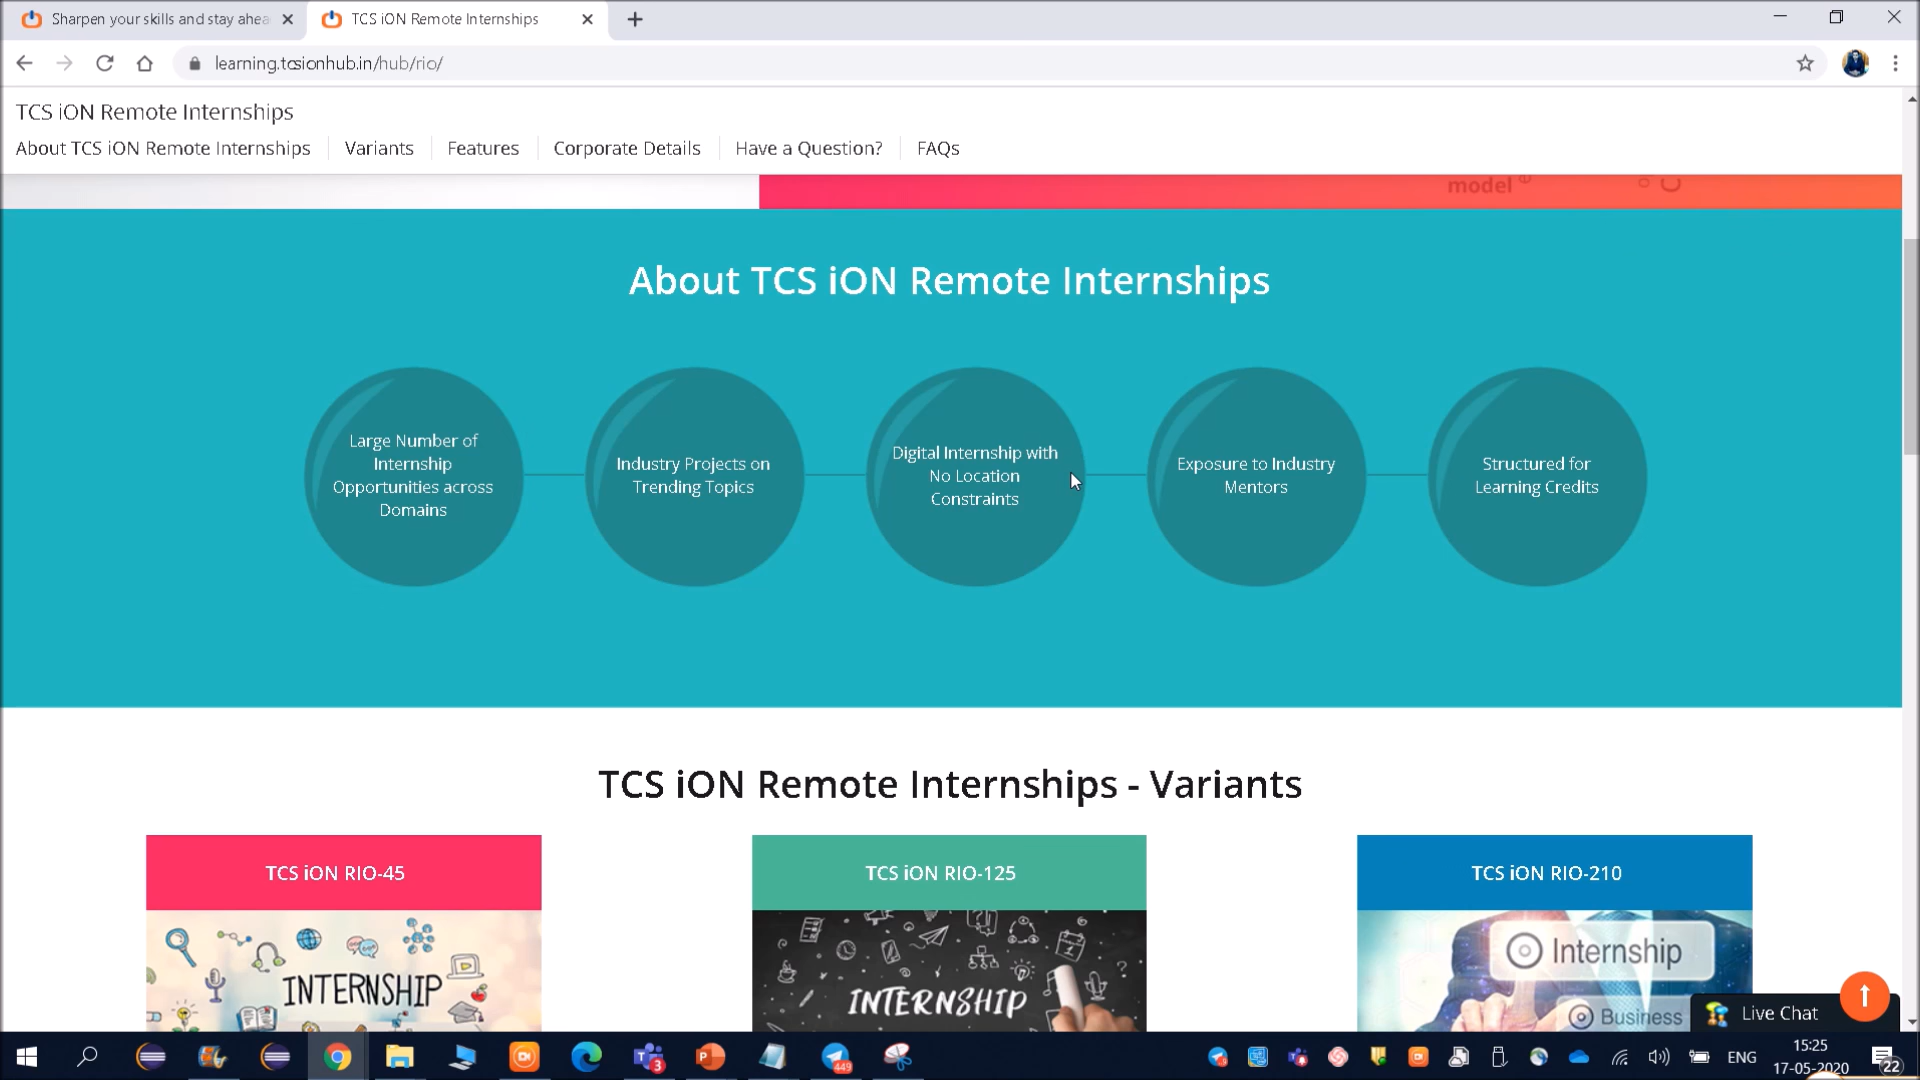 Sharpen your skills and stay ahea
TCS iON Remote Internships
learning.tcsionhub.in/hub/rio/
TCS iON Remote Internships
About TCS iON Remote Internships
Variants
Features
Corporate Details
Have a Question?
FAQs
model
About TCS iON Remote Internships
Large Number of
Internship
Opportunities across
Domains
Industry Projects on
Trending Topics
Digital Internship with
No Location
Constraints
Exposure to Industry
Mentors
Structured for
Learning Credits
TCS iON Remote Internships - Variants
TCS iON RIO-45
TCS iON RIO-125
TCS iON RIO-210
INTERNSHIP
INTERNSHIP
Internship
Business
Live Chat
3
449
ENG
15:25
17-05-2020
22